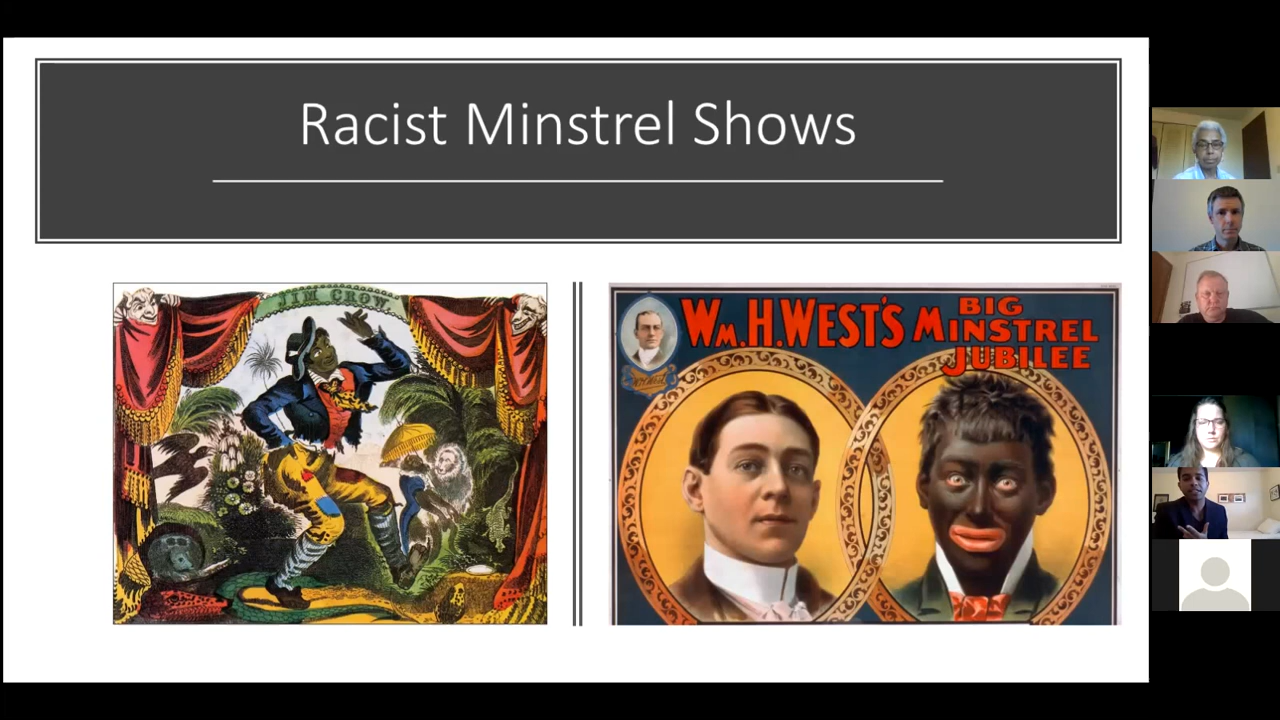 Racist Minstrel Shows
JIM CROW
WM. H. WEST'S
BIG
MINSTREL
JUBILEE